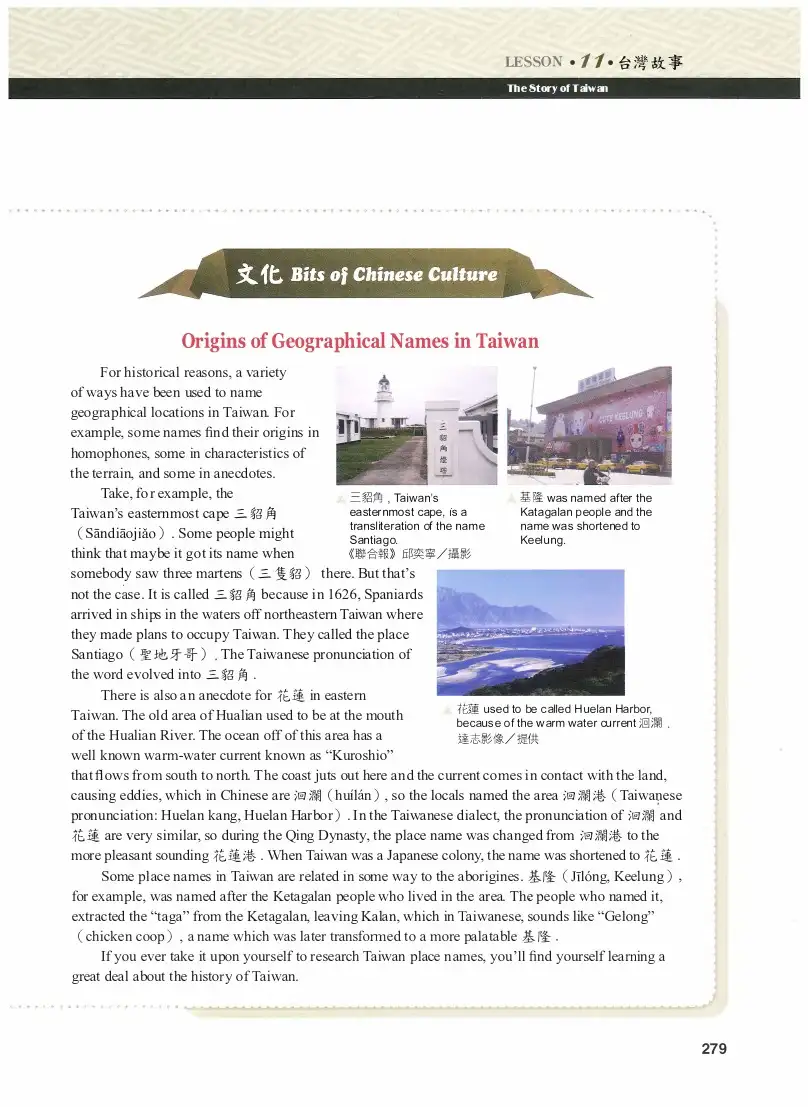 LESSON • 11 • 台灣故事
The Story of Taiwan
文化 Bits of Chinese Culture
Origins of Geographical Names in Taiwan
For historical reasons, a variety
of ways have been used to name
geographical locations in Taiwan. For
example, some names find their origins in
homophones, some in characteristics of
the terrain, and some in anecdotes.
Take, for example, the
Taiwan's easternmost cape 三貂角
（Sāndiāojiǎo）. Some people might
think that maybe it got its name when
somebody saw three martens（三隻貂） there. But that's
not the case. It is called 三貂角 because in 1626, Spaniards
arrived in ships in the waters off northeastern Taiwan where
they made plans to occupy Taiwan. They called the place
Santiago（聖地牙哥）. The Taiwanese pronunciation of
the word evolved into 三貂角 .
三貂角燈塔
CUTE KEELUNG
三貂角 , Taiwan's
easternmost cape, is a
transliteration of the name
Santiago.
《聯合報》邱奕寧／攝影
基隆 was named after the
Katagalan people and the
name was shortened to
Keelung.
There is also an anecdote for 花蓮 in eastern
Taiwan. The old area of Hualian used to be at the mouth
of the Hualian River. The ocean off of this area has a
well known warm-water current known as “Kuroshio”
that flows from south to north. The coast juts out here and the current comes in contact with the land,
causing eddies, which in Chinese are 洄瀾（huílán）, so the locals named the area 洄瀾港（Taiwanese
pronunciation: Huelan kang, Huelan Harbor）. In the Taiwanese dialect, the pronunciation of 洄瀾 and
花蓮 are very similar, so during the Qing Dynasty, the place name was changed from 洄瀾港 to the
more pleasant sounding 花蓮港 . When Taiwan was a Japanese colony, the name was shortened to 花蓮 .
花蓮 used to be called Huelan Harbor,
because of the warm water current 洄瀾 .
達志影像／提供
Some place names in Taiwan are related in some way to the aborigines. 基隆（Jīlóng, Keelung）,
for example, was named after the Ketagalan people who lived in the area. The people who named it,
extracted the “taga” from the Ketagalan, leaving Kalan, which in Taiwanese, sounds like “Gelong”
（chicken coop）, a name which was later transformed to a more palatable 基隆 .
If you ever take it upon yourself to research Taiwan place names, you'll find yourself learning a
great deal about the history of Taiwan.
279